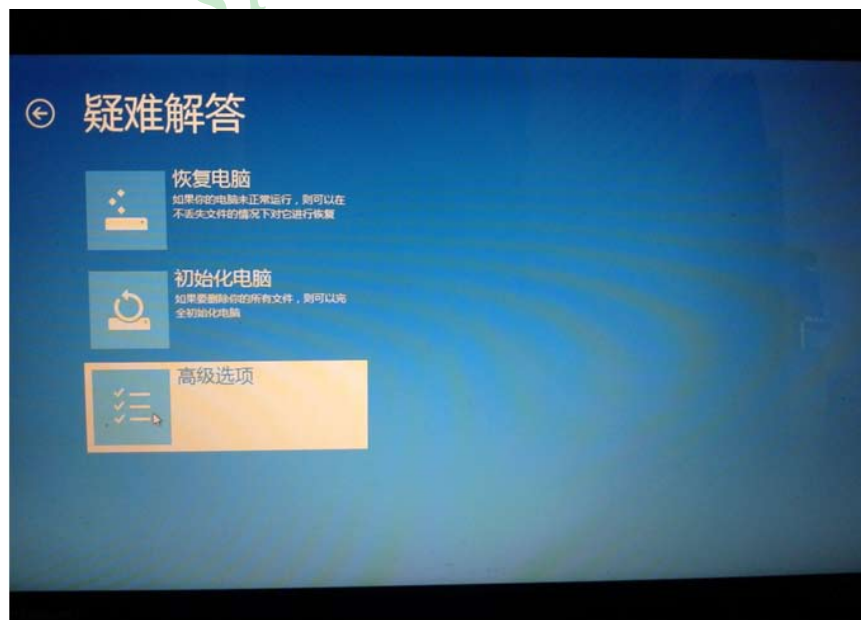 疑难解答
恢复电脑
如果你的电脑未正常运行，则可以在
不丢失文件的情况下对它进行恢复
初始化电脑
如果要删除你的所有文件，则可以完
全初始化电脑
高级选项